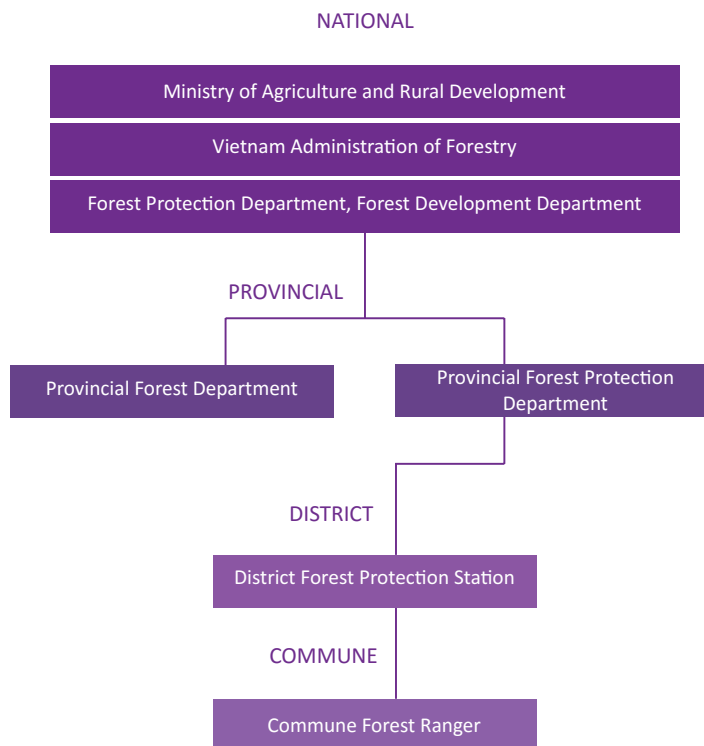 NATIONAL
Ministry of Agriculture and Rural Development
Vietnam Administration of Forestry
Forest Protection Department, Forest Development Department
PROVINCIAL
Provincial Forest Department
Provincial Forest Protection
Department
DISTRICT
District Forest Protection Station
COMMUNE
Commune Forest Ranger